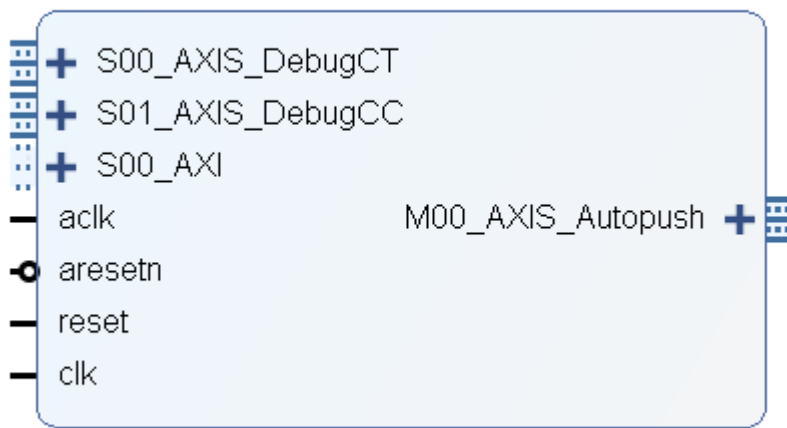 S00_AXIS_DebugCT
S01_AXIS_DebugCC
S00_AXI
aclk
M00_AXIS_Autopush
aresetn
reset
clk